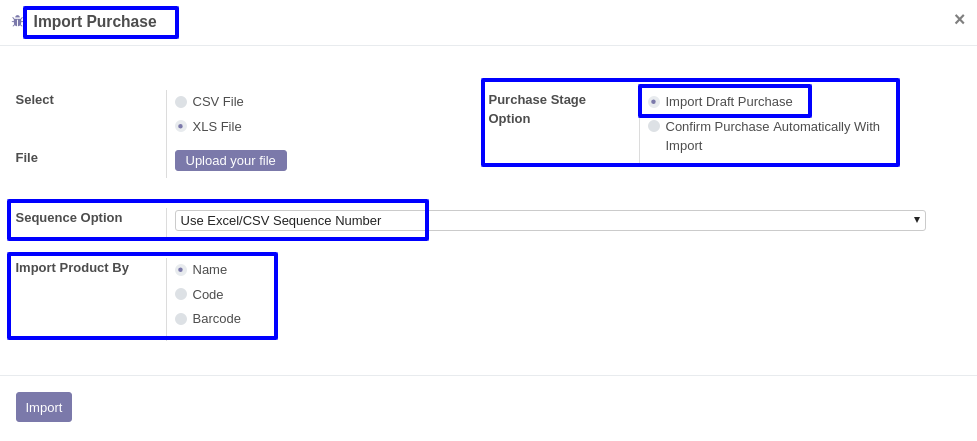 Import Purchase
×
Select
CSV File
XLS File
File
Upload your file
Purchase Stage
Option
Import Draft Purchase
Confirm Purchase Automatically With
Import
Sequence Option
Use Excel/CSV Sequence Number
Import Product By
Name
Code
Barcode
Import